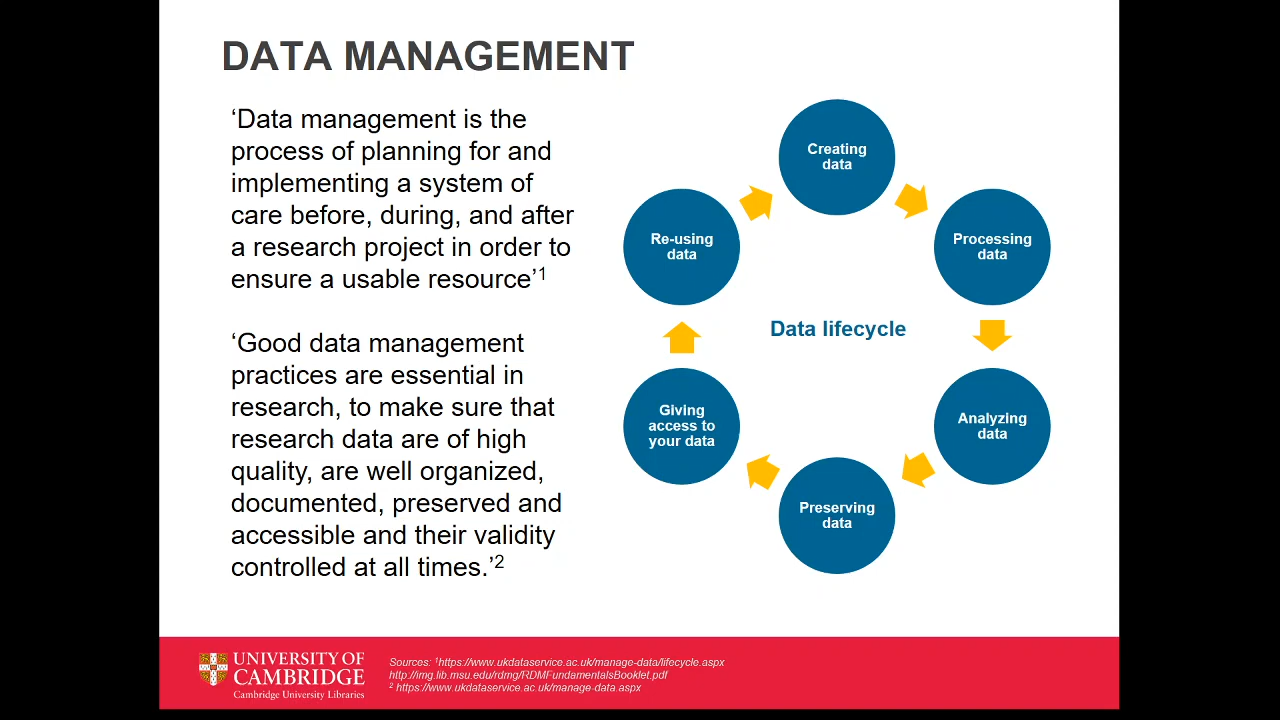 DATA MANAGEMENT
‘Data management is the
process of planning for and
implementing a system of
care before, during, and after
a research project in order to
ensure a usable resource’1
‘Good data management
practices are essential in
research, to make sure that
research data are of high
quality, are well organized,
documented, preserved and
accessible and their validity
controlled at all times.’2
Creating
data
Processing
data
Analyzing
data
Preserving
data
Giving
access to
your data
Re-using
data
Data lifecycle
UNIVERSITY OF
CAMBRIDGE
Cambridge University Libraries
Sources: 1https://www.ukdataservice.ac.uk/manage-data/lifecycle.aspx
http://img.lib.msu.edu/rdmg/RDMFundamentalsBooklet.pdf
2 https://www.ukdataservice.ac.uk/manage-data.aspx